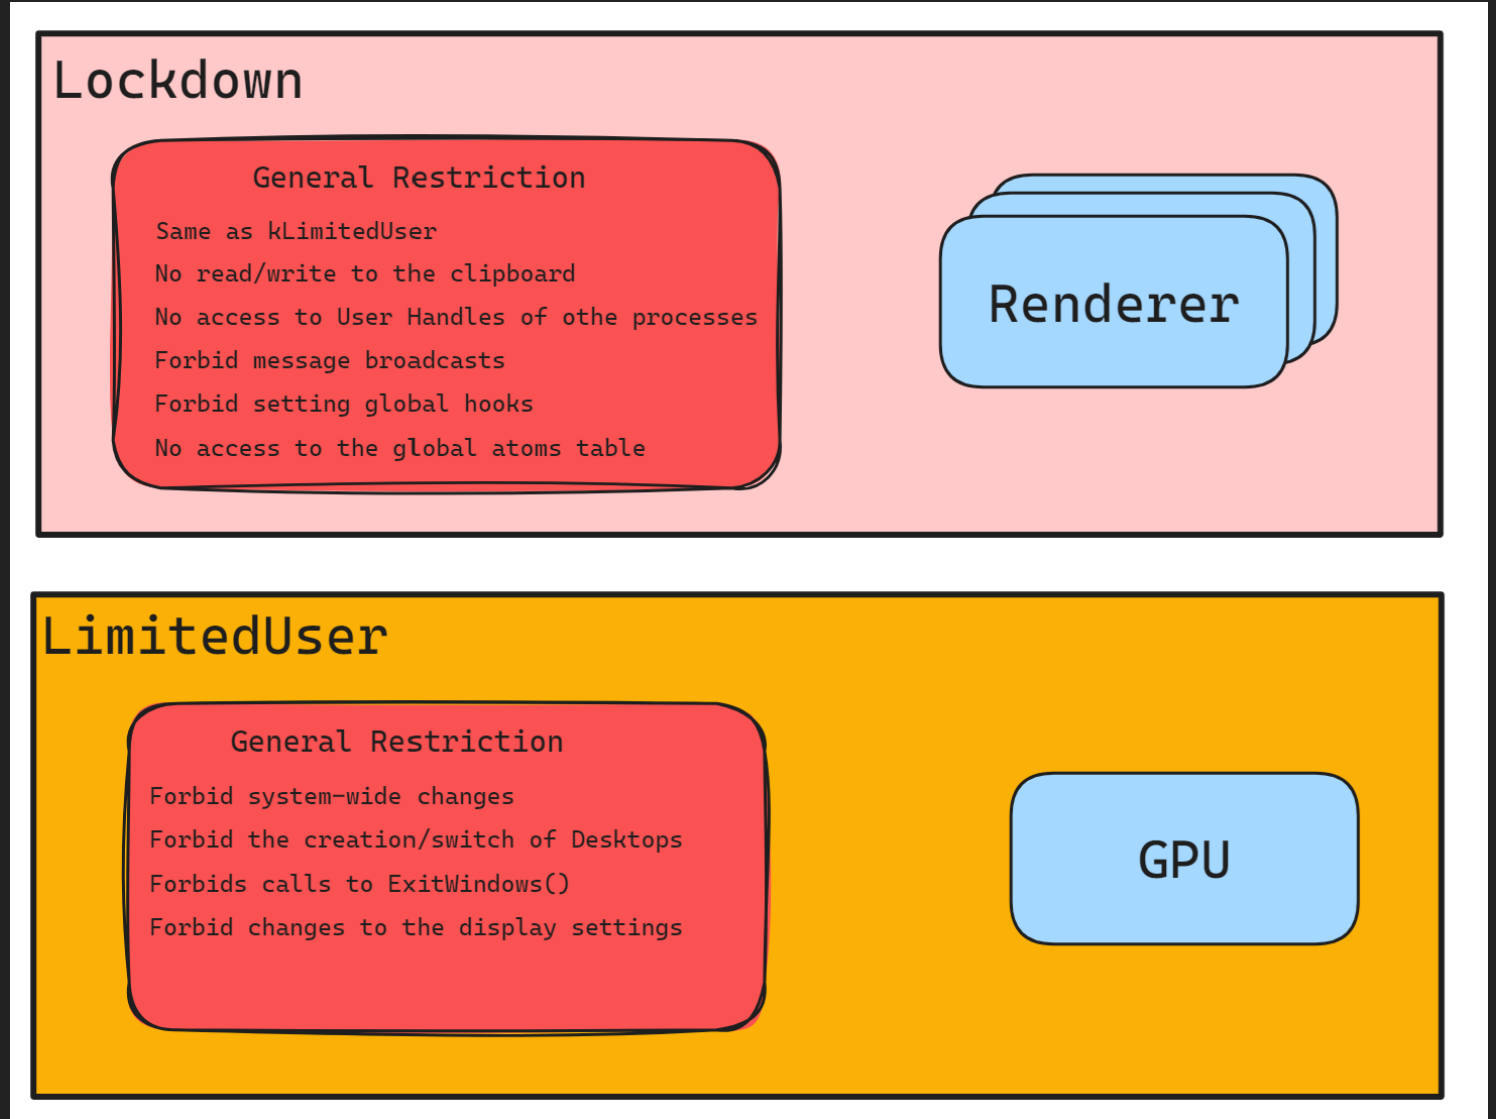 Lockdown
General Restriction
Same as kLimitedUser
No read/write to the clipboard
No access to User Handles of othe processes
Forbid message broadcasts
Forbid setting global hooks
No access to the global atoms table
Renderer
LimitedUser
General Restriction
Forbid system-wide changes
Forbid the creation/switch of Desktops
Forbids calls to ExitWindows()
Forbid changes to the display settings
GPU